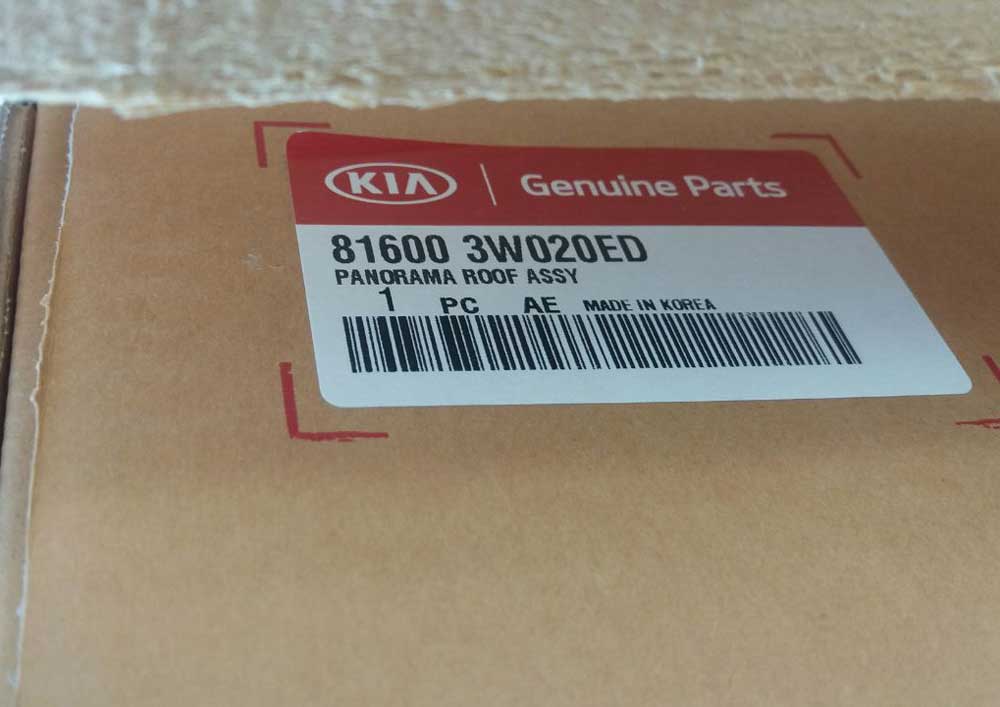 KIA | Genuine Parts
81600 3W020ED
PANORAMA ROOF ASSY
1 PC AE MADE IN KOREA